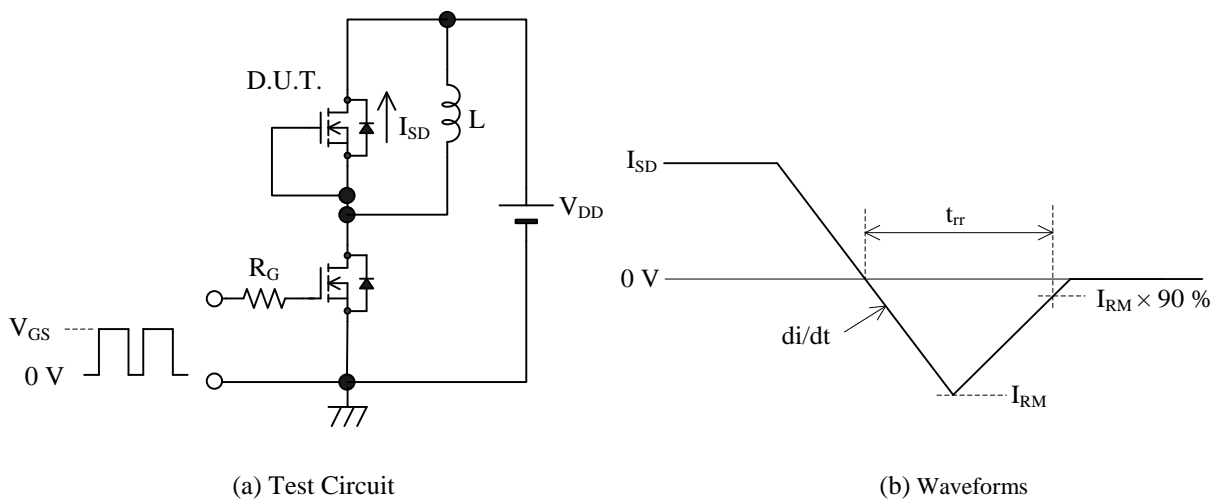 D.U.T.
I_SD
L
V_DD
R_G
V_GS
0 V
(a) Test Circuit
I_SD
t_rr
0 V
I_RM × 90 %
di/dt
I_RM
(b) Waveforms